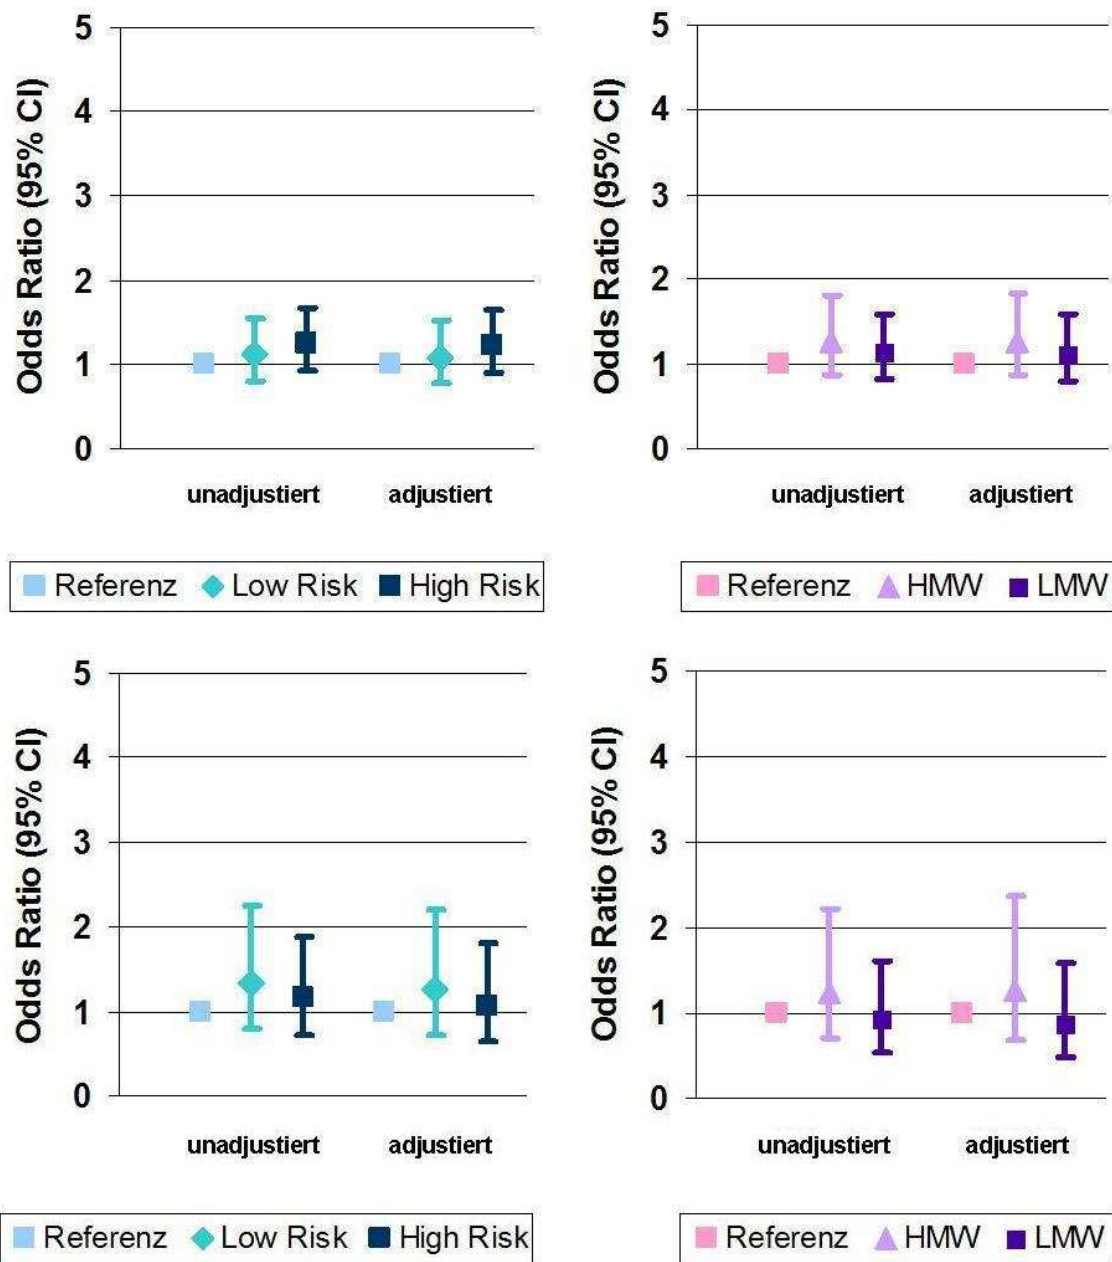 Odds Ratio (95% CI)
5
4
3
2
1
0
unadjustiert adjustiert
Referenz Low Risk High Risk
Odds Ratio (95% CI)
5
4
3
2
1
0
unadjustiert adjustiert
Referenz HMW LMW
Odds Ratio (95% CI)
5
4
3
2
1
0
unadjustiert adjustiert
Referenz Low Risk High Risk
Odds Ratio (95% CI)
5
4
3
2
1
0
unadjustiert adjustiert
Referenz HMW LMW